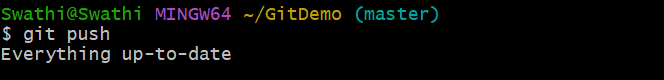 Swathi@Swathi MINGW64 ~/GitDemo (master)
$ git push
Everything up-to-date